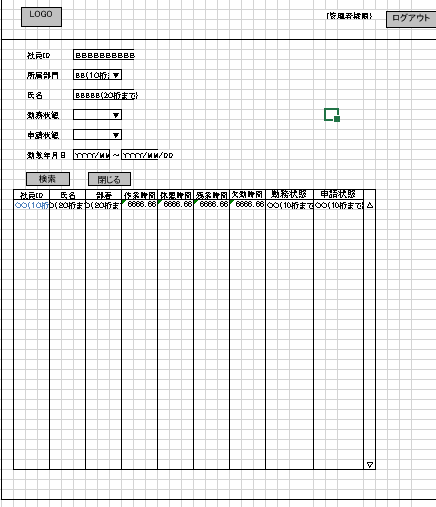 LOGO
{管理者権限}
ログアウト
社員ID BBBBBBBBBB
所属部門 BB(10桁; ▼
氏名 BBBBB(20桁まで)
勤務状態 ▼
申請状態 ▼
勤務年月日 YYYY/MM ～YYYY/MM/DD
検索 閉じる
社員ID 氏名 部署 作業時間 休憩時間 残業時間 欠勤時間 勤務状態 申請状態
○○(10桁 ○(20桁ま ○(20桁ま 6666.66 6666.66 6666.66 6666.66 ○○(10桁まで ○○(10桁まで △
▽